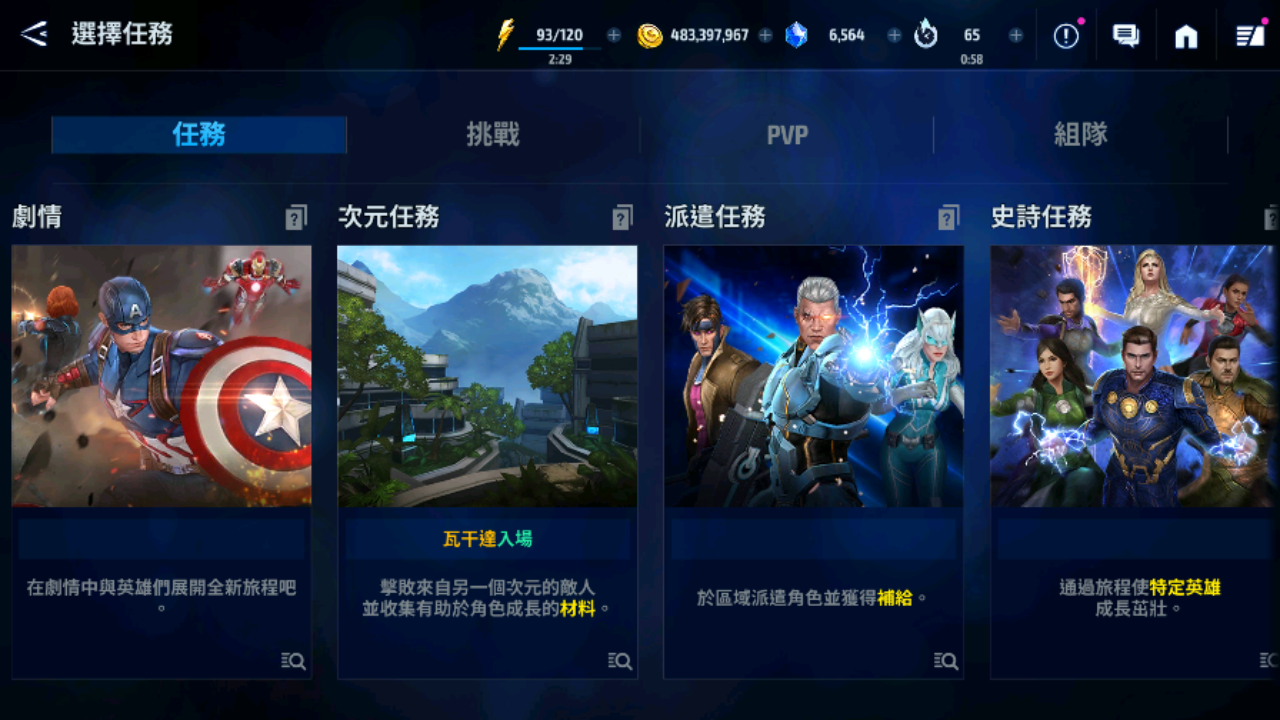 選擇任務
93/120
2:29
483,397,967
6,564
65
0:58
任務
挑戰
PVP
組隊
劇情
次元任務
派遣任務
史詩任務
A
瓦干達入場
在劇情中與英雄們展開全新旅程吧
。
擊敗來自另一個次元的敵人
並收集有助於角色成長的材料。
於區域派遣角色並獲得補給。
通過旅程使特定英雄
成長茁壯。